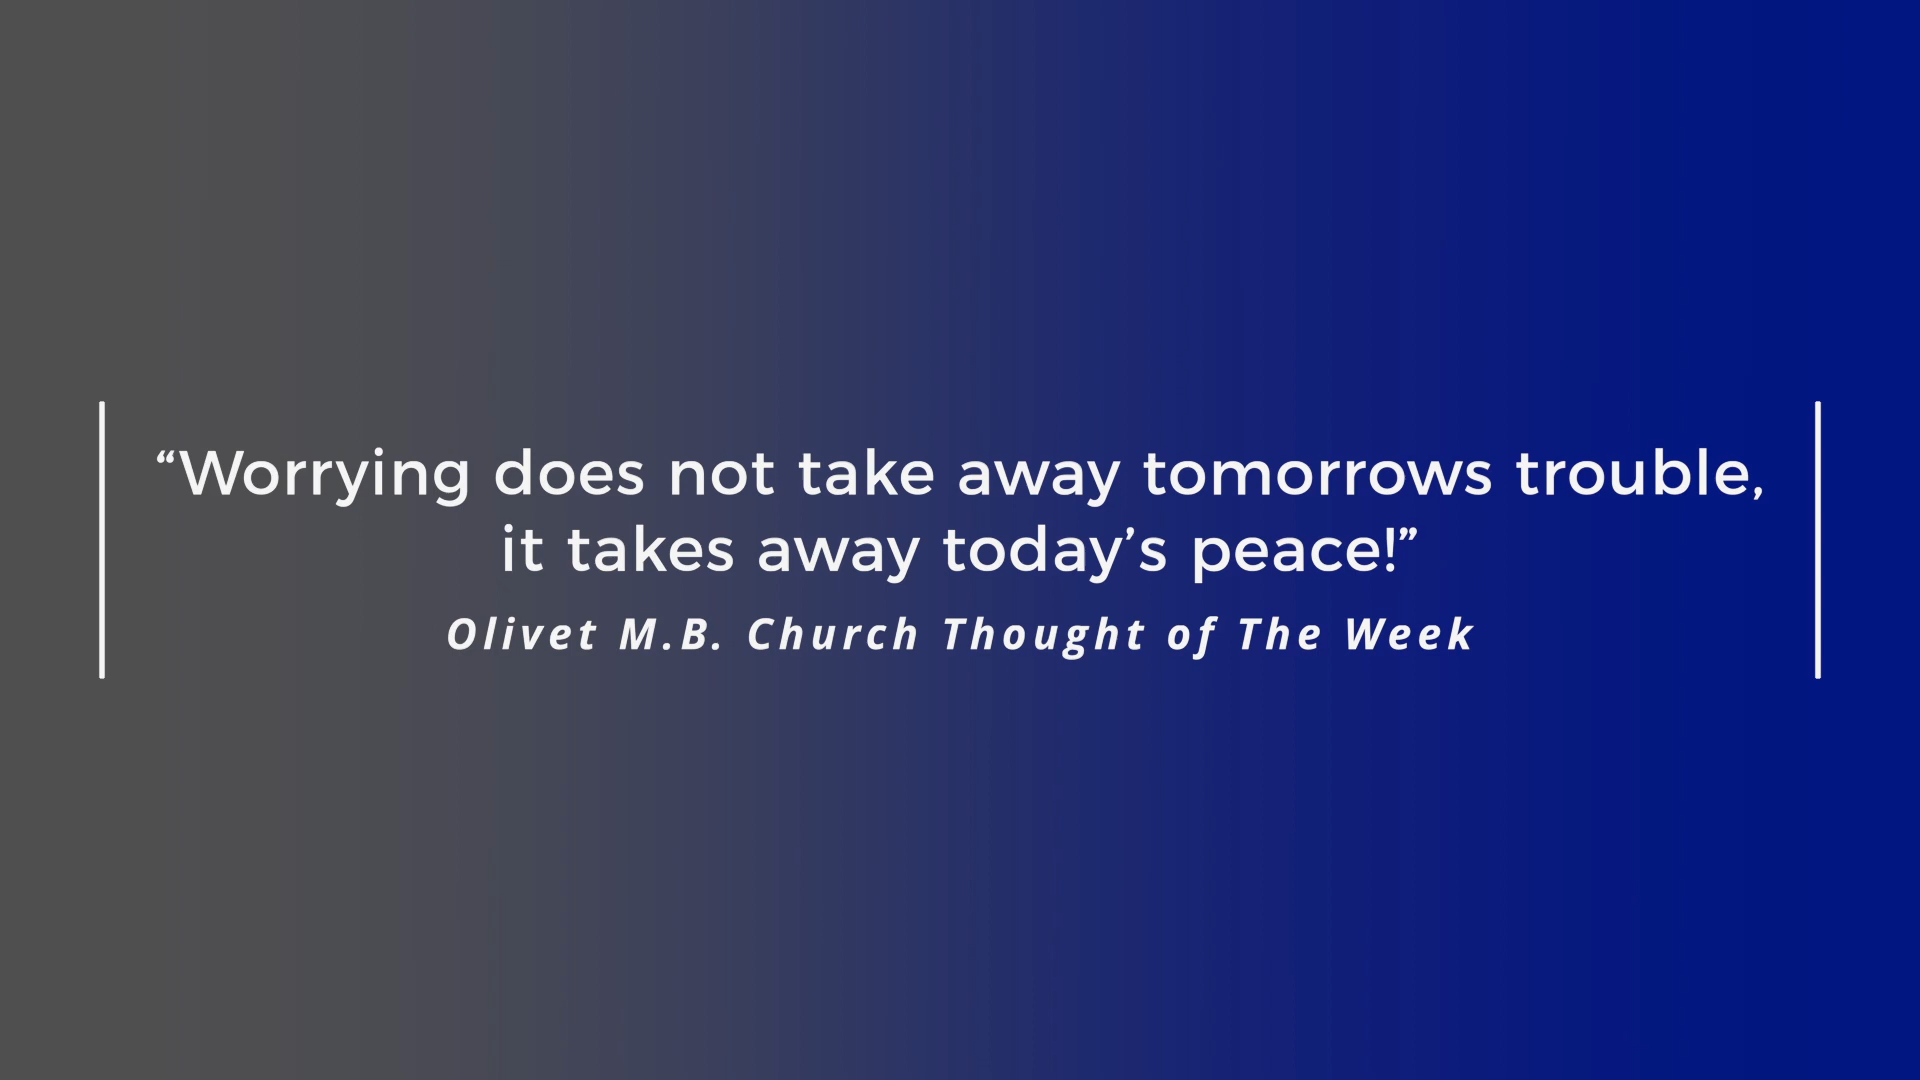 “Worrying does not take away tomorrows trouble,
it takes away today’s peace!”
Olivet M.B. Church Thought of The Week